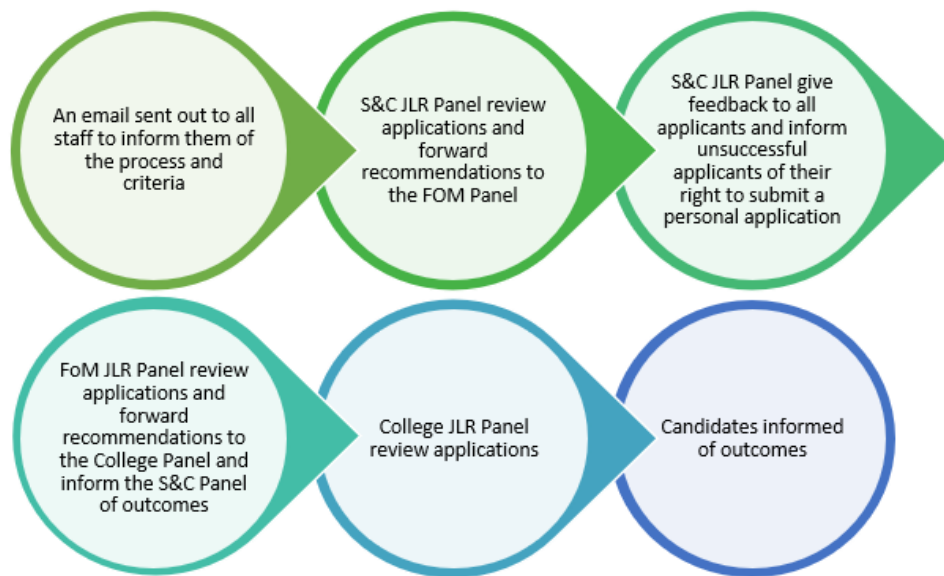 An email sent out to all
staff to inform them of
the process and
criteria
S&C JLR Panel review
applications and
forward
recommendations to
the FOM Panel
S&C JLR Panel give
feedback to all
applicants and inform
unsuccessful
applicants of their
right to submit a
personal application
FoM JLR Panel review
applications and
forward
recommendations to
the College Panel and
inform the S&C Panel
of outcomes
College JLR Panel
review applications
Candidates informed
of outcomes